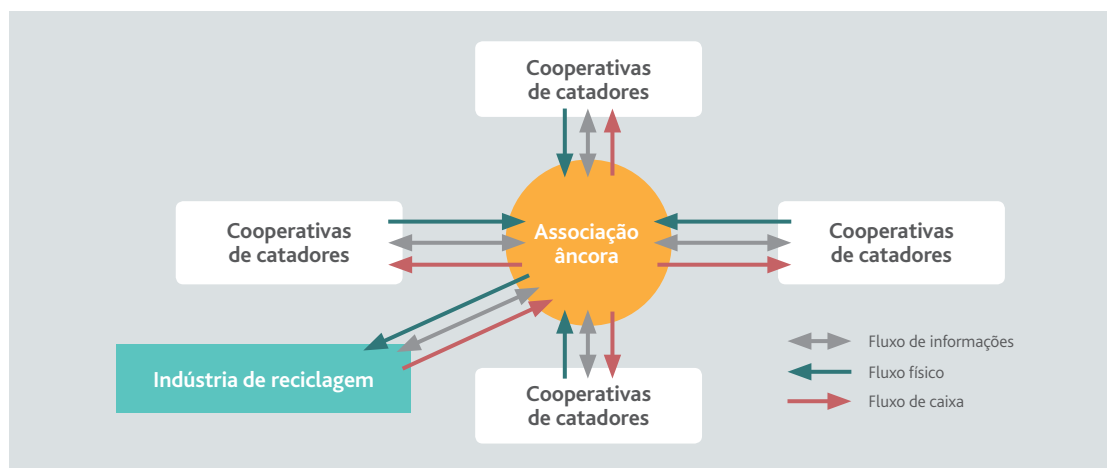 Cooperativas
de catadores
Cooperativas
de catadores
Associação
âncora
Cooperativas
de catadores
Indústria de reciclagem
Cooperativas
de catadores
Fluxo de informações
Fluxo físico
Fluxo de caixa